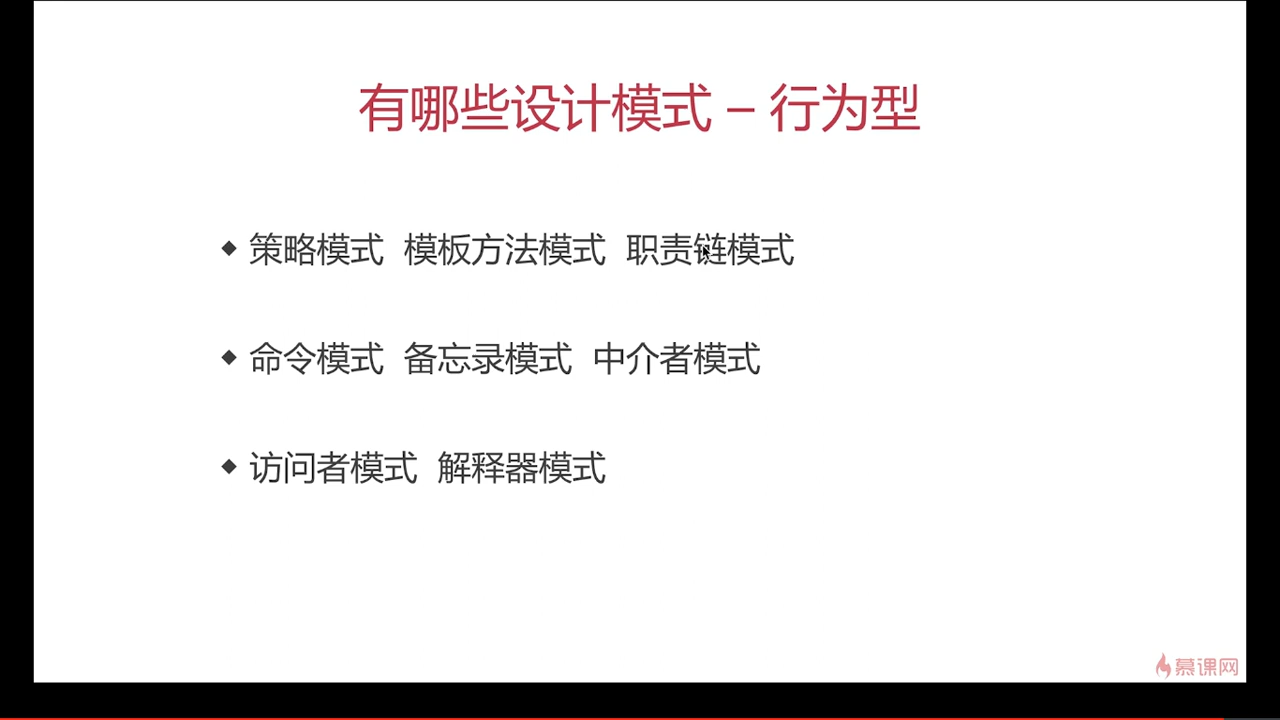 有哪些设计模式 – 行为型
策略模式 模板方法模式 职责链模式
命令模式 备忘录模式 中介者模式
访问者模式 解释器模式
慕课网